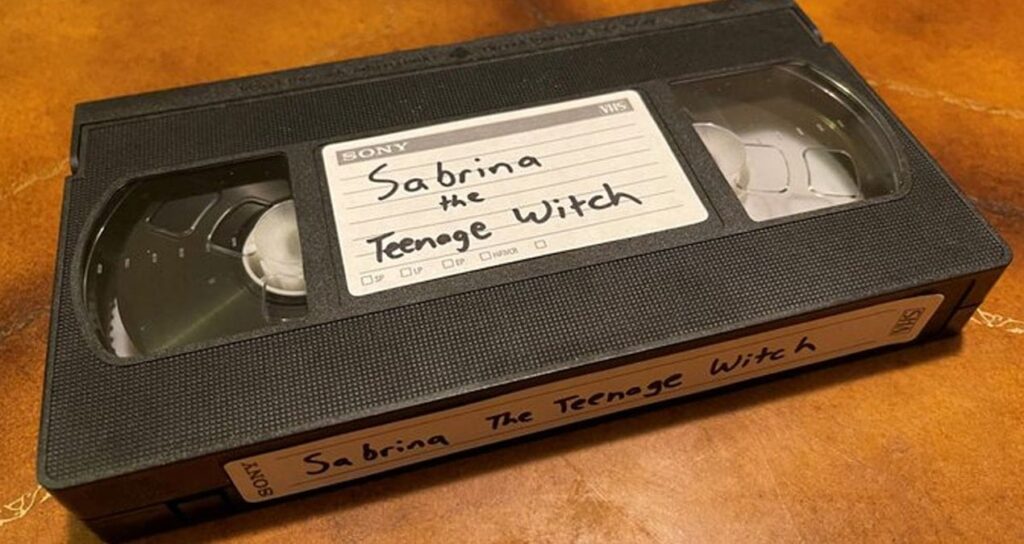 SONY VHS
Sabrina
the
Teenage Witch
SP LP EP
SONY Sabrina The Teenage Witch VHS